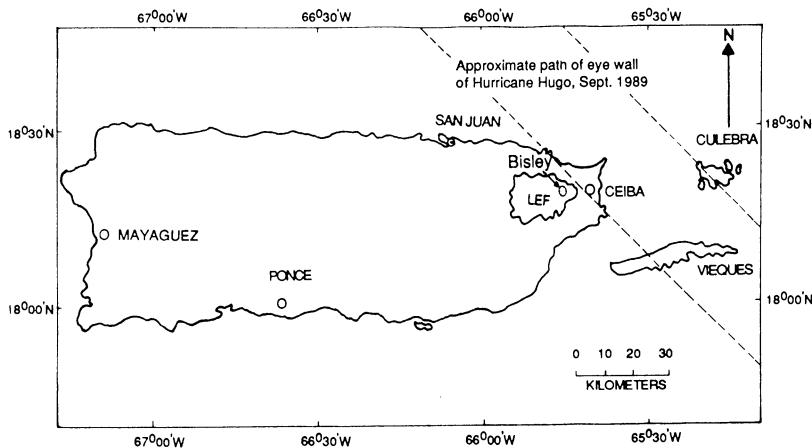 67°00'W 66°30'W 66°00'W 65°30'W
N
Approximate path of eye wall
of Hurricane Hugo, Sept. 1989
18°30'N SAN JUAN CULEBRA 18°30'N
Bisley
LEF CEIBA
MAYAGUEZ
VIEQUES
PONCE
18°00'N 18°00'N
0 10 20 30
KILOMETERS
67°00'W 66°30'W 66°00'W 65°30'W